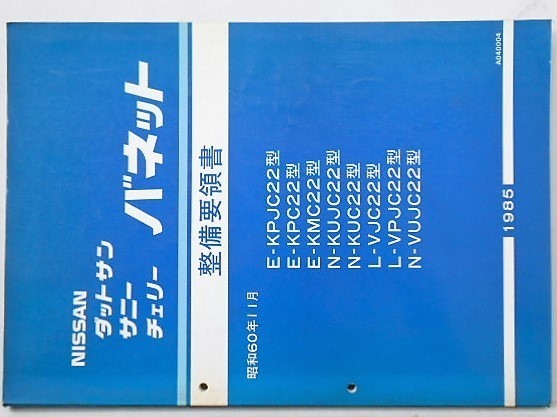 NISSAN
ダットサン
サニー
チェリー
バネット
整備要領書
昭和60年11月
E-KPJC22型
E-KPC22型
E-KMC22型
N-KUJC22型
N-KUC22型
L-VJC22型
L-VPJC22型
N-VUJC22型
1985
A040004